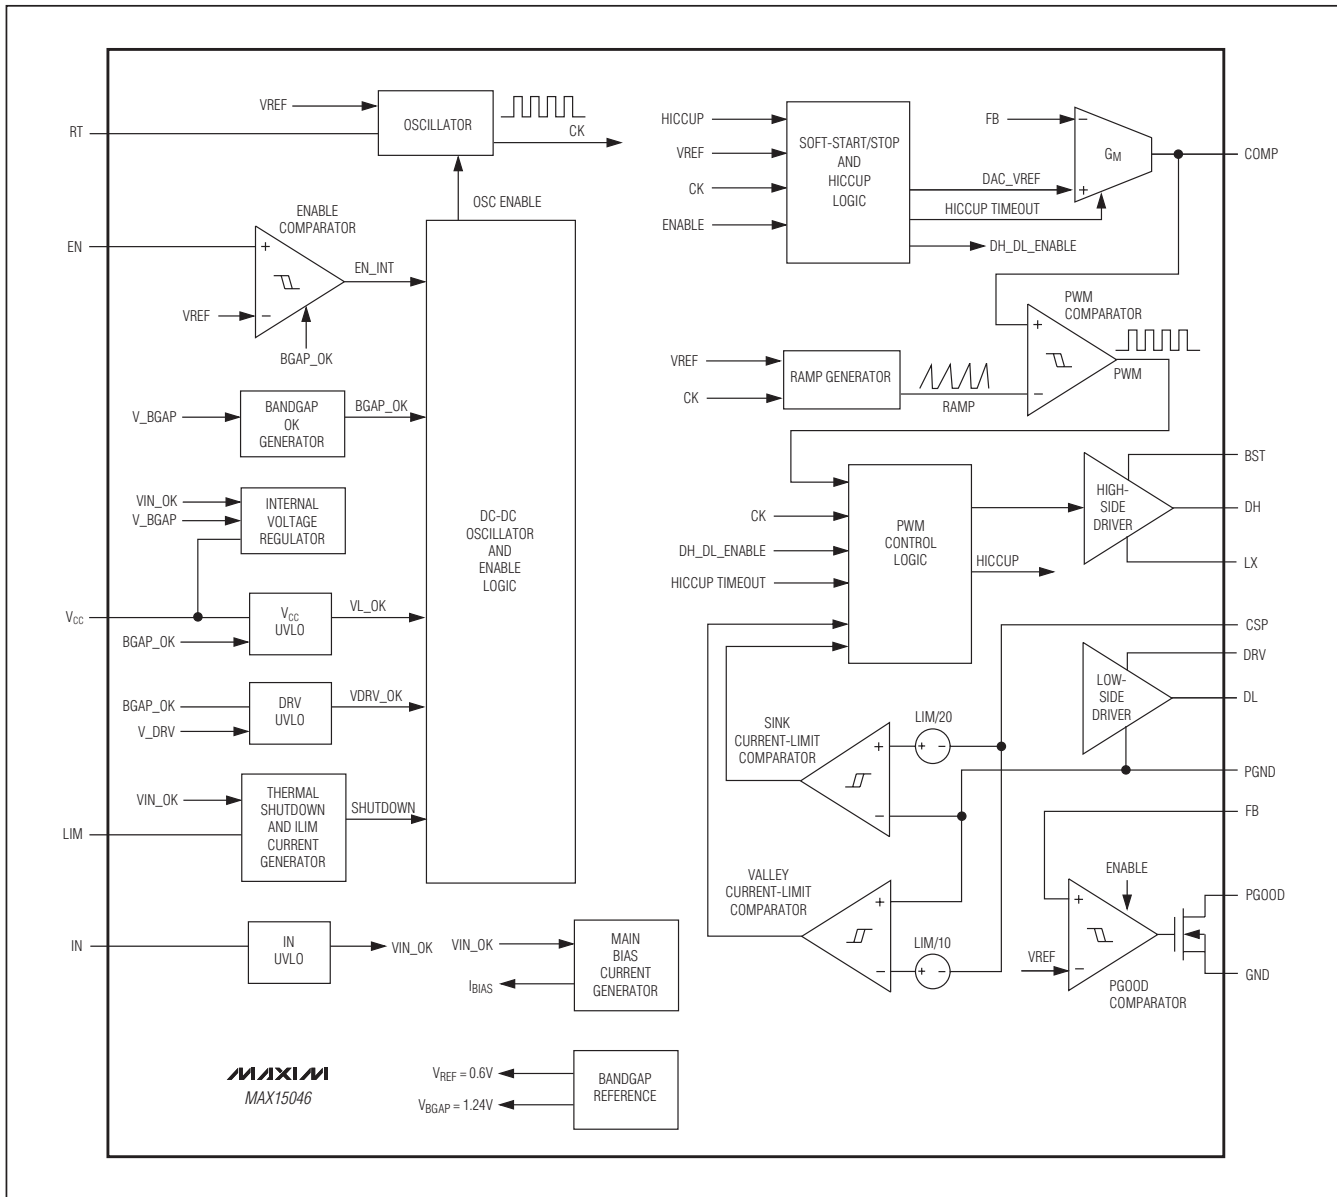 VREF
RT
OSCILLATOR
CK
OSC ENABLE
ENABLE
COMPARATOR
EN
+
EN_INT
VREF
−
BGAP_OK
V_BGAP
BANDGAP
OK
GENERATOR
BGAP_OK
VIN_OK
V_BGAP
INTERNAL
VOLTAGE
REGULATOR
DC-DC
OSCILLATOR
AND
ENABLE
LOGIC
VCC
BGAP_OK
VCC
UVLO
VL_OK
BGAP_OK
V_DRV
DRV
UVLO
VDRV_OK
VIN_OK
LIM
THERMAL
SHUTDOWN
AND ILIM
CURRENT
GENERATOR
SHUTDOWN
IN
IN
UVLO
VIN_OK
VIN_OK
IBIAS
MAIN
BIAS
CURRENT
GENERATOR
VREF = 0.6V
VBGAP = 1.24V
BANDGAP
REFERENCE
MAXIM
MAX15046
HICCUP
VREF
CK
ENABLE
SOFT-START/STOP
AND
HICCUP
LOGIC
FB
−
GM
+
COMP
DAC_VREF
HICCUP TIMEOUT
DH_DL_ENABLE
PWM
COMPARATOR
+
−
PWM
VREF
CK
RAMP GENERATOR
RAMP
CK
DH_DL_ENABLE
HICCUP TIMEOUT
PWM
CONTROL
LOGIC
HICCUP
HIGH-
SIDE
DRIVER
BST
DH
LX
CSP
DRV
LOW-
SIDE
DRIVER
DL
PGND
SINK
CURRENT-LIMIT
COMPARATOR
+
−
LIM/20
+ −
VALLEY
CURRENT-LIMIT
COMPARATOR
+
−
LIM/10
+ −
FB
ENABLE
+
VREF
−
PGOOD
COMPARATOR
PGOOD
GND